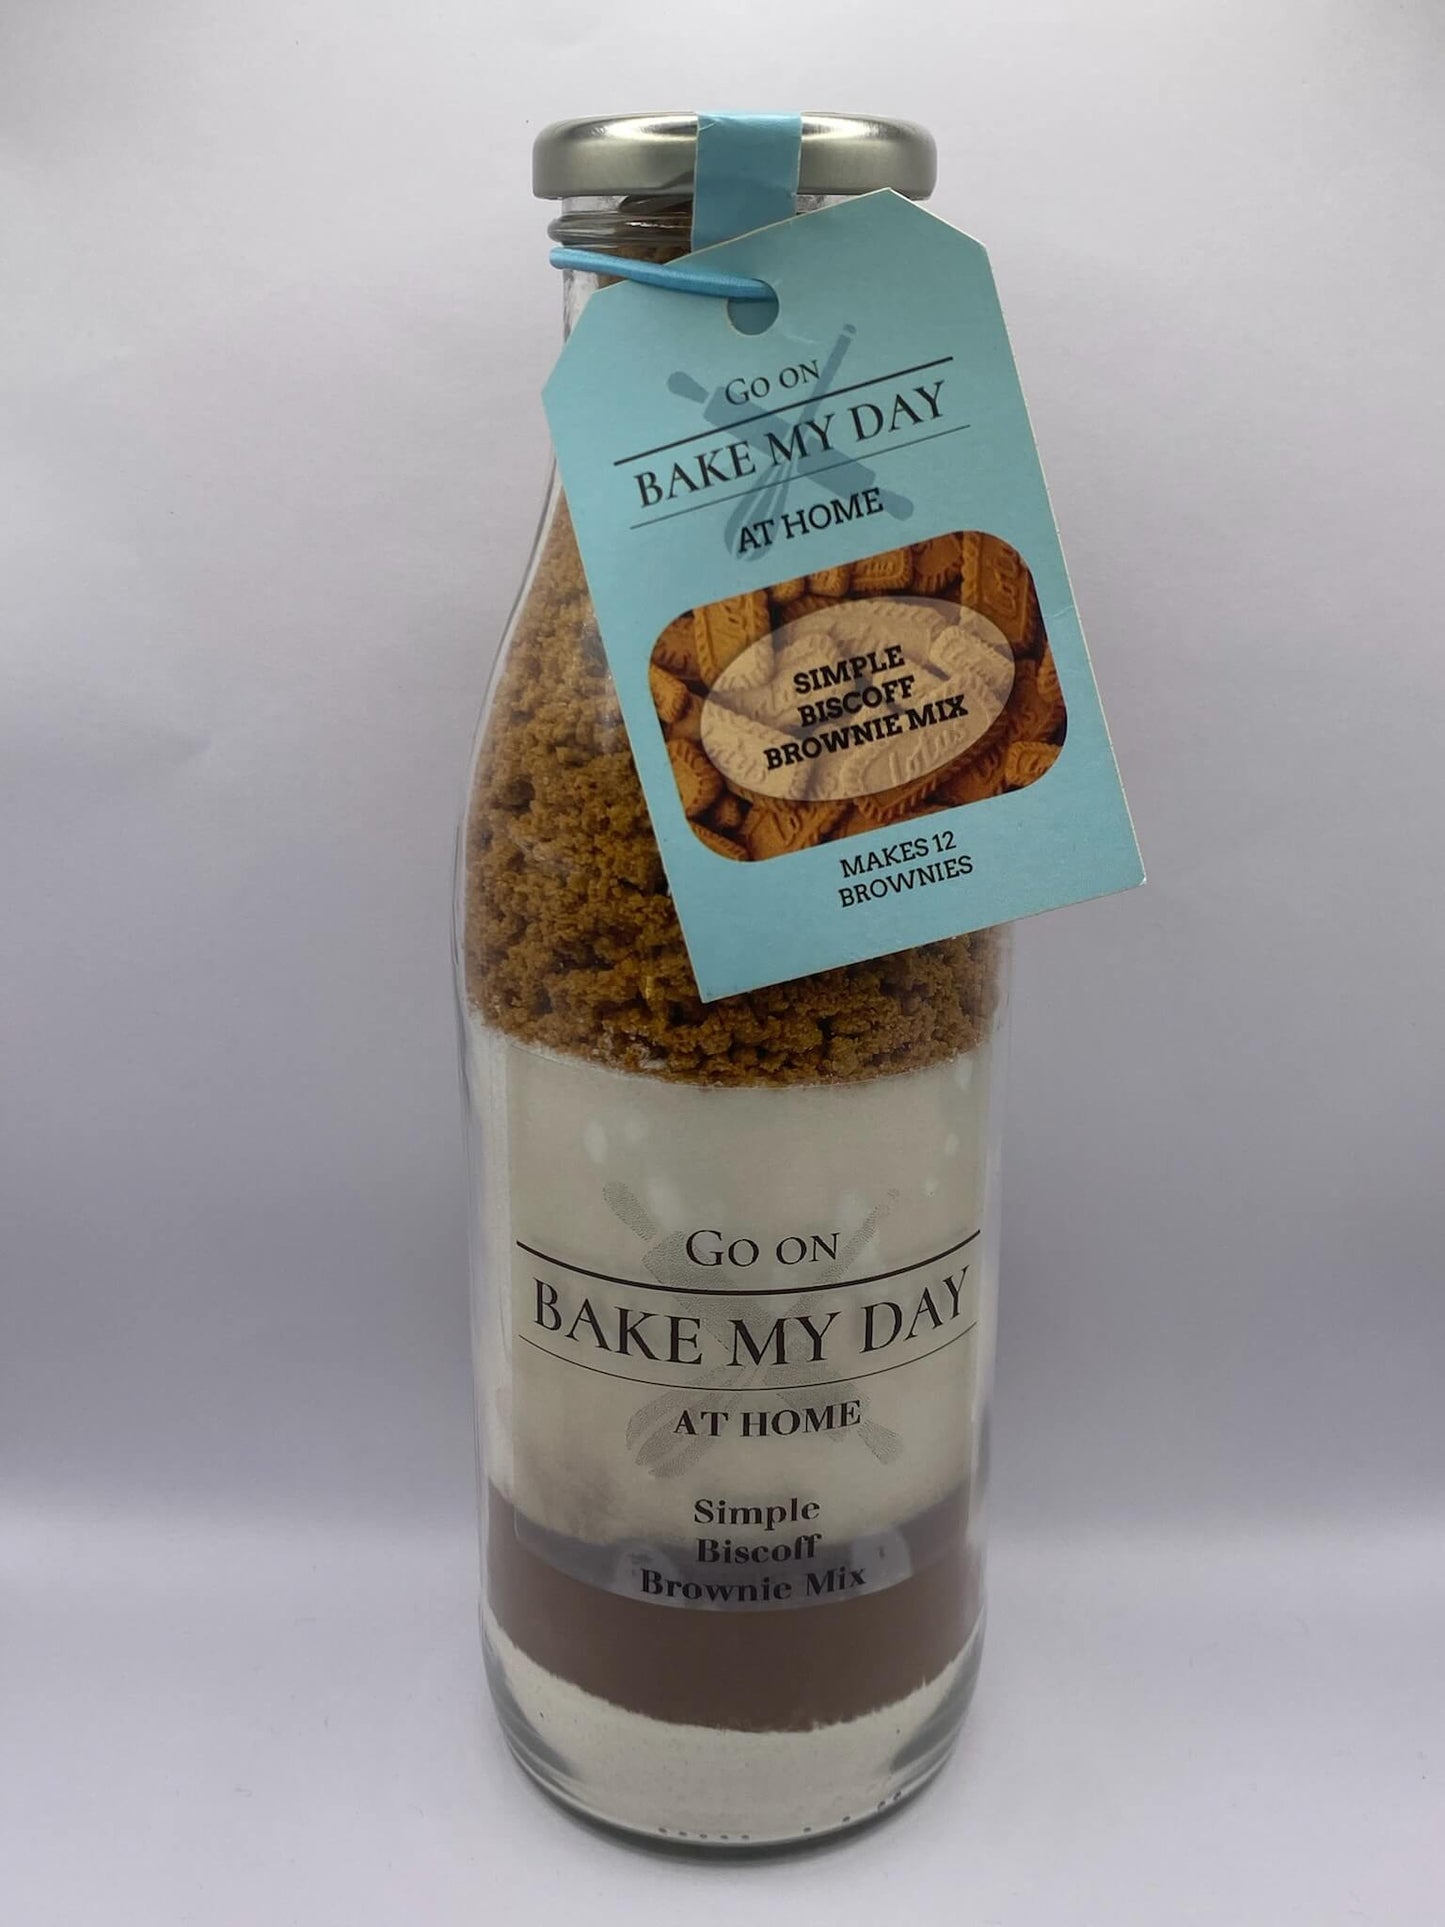 GO ON
BAKE MY DAY
AT HOME
SIMPLE
BISCOFF
BROWNIE MIX
Lotus
MAKES 12
BROWNIES
GO ON
BAKE MY DAY
AT HOME
Simple
Biscoff
Brownie Mix